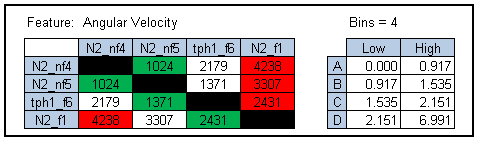 Feature: Angular Velocity
Bins = 4
N2_nf4 N2_nf5 tph1_f6 N2_f1
N2_nf4 1024 2179 4238
N2_nf5 1024 1371 3307
tph1_f6 2179 1371 2431
N2_f1 4238 3307 2431
Low High
A 0.000 0.917
B 0.917 1.535
C 1.535 2.151
D 2.151 6.991